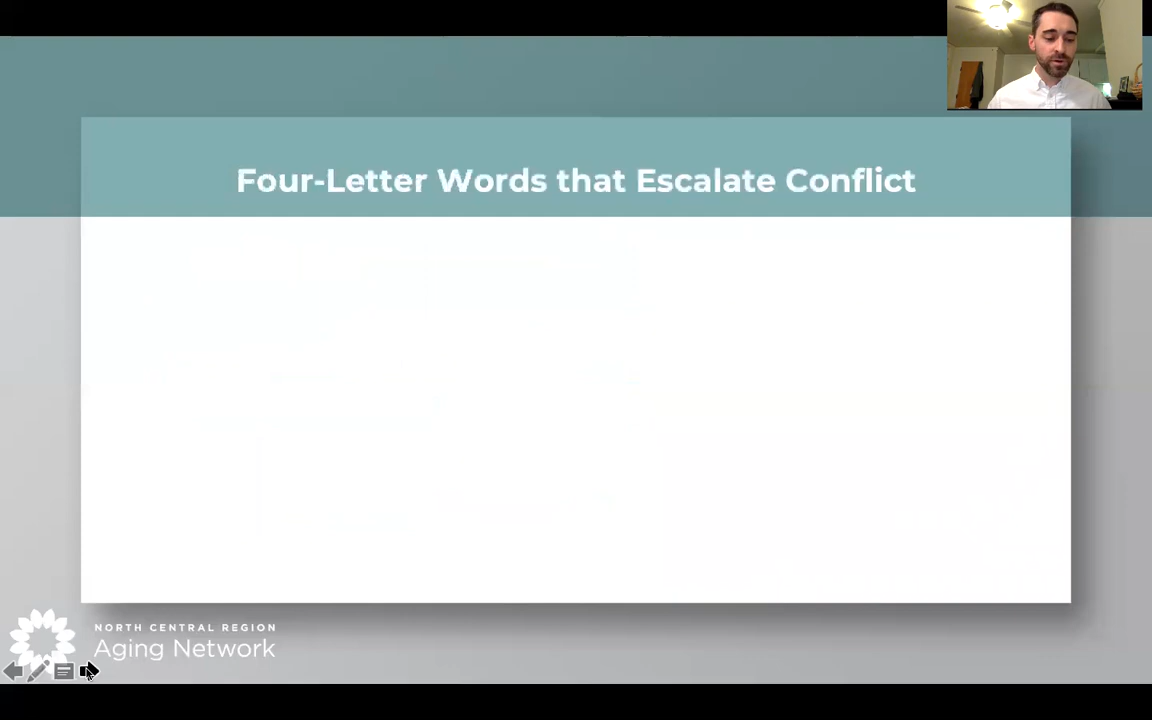 Four-Letter Words that Escalate Conflict
NORTH CENTRAL REGION
Aging Network